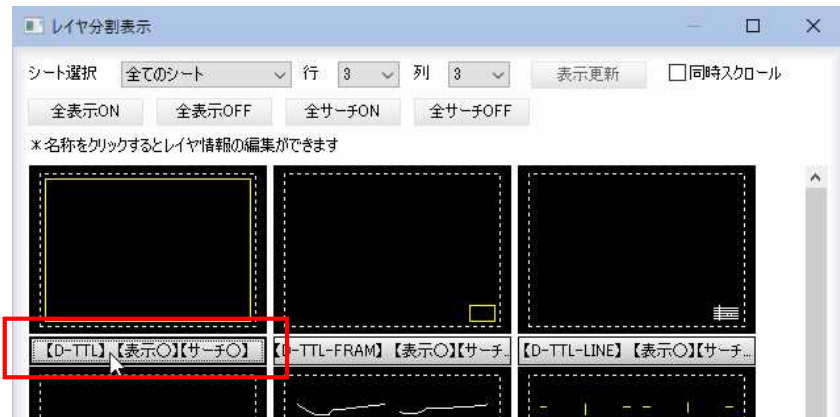 レイヤ分割表示
シート選択 全てのシート 行 3 列 3 表示更新 同時スクロール
全表示ON 全表示OFF 全サーチON 全サーチOFF
*名称をクリックするとレイヤ情報の編集ができます
【D-TTL】【表示○】【サーチ○】 【D-TTL-FRAM】【表示○】【サーチ... 【D-TTL-LINE】【表示○】【サーチ...